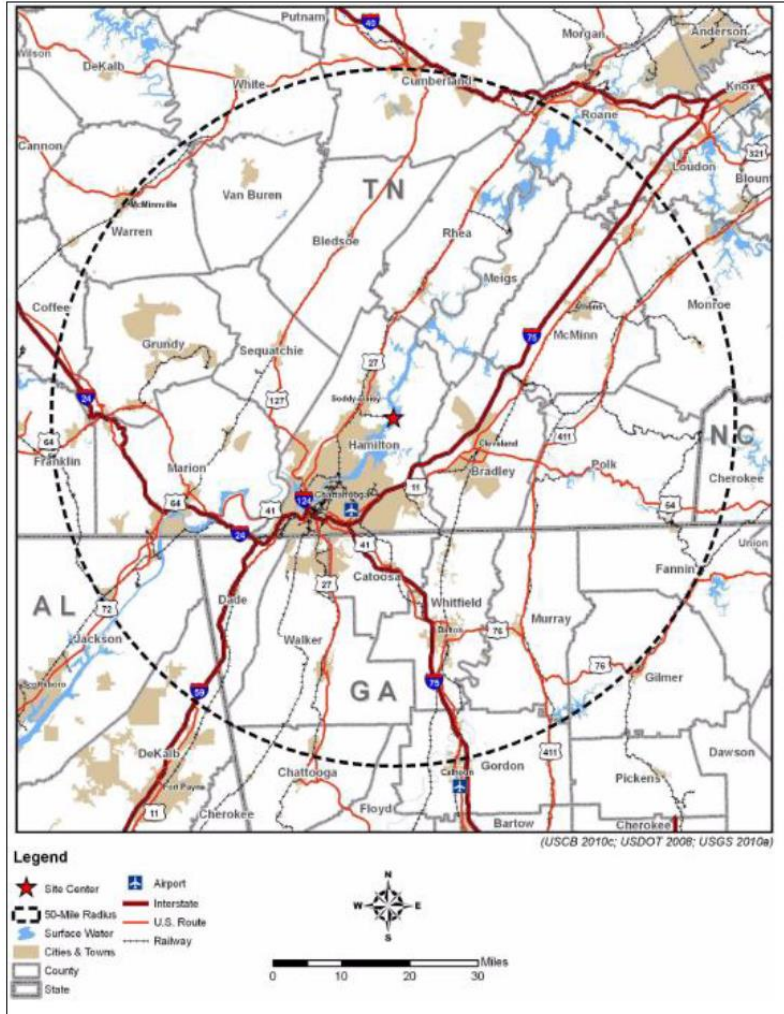 Putnam
40
Morgan
Anderson
Wilson
DeKalb
White
Cumberland
Knox
Roane
Cannon
321
Loudon
Blount
Van Buren
TN
McMinnville
Warren
Bledsoe
Rhea
Meigs
Coffee
Monroe
Athens
75
McMinn
Grundy
Sequatchie
27
24
127
Soddy-Daisy
64
Hamilton
411
Cleveland
NC
Franklin
Marion
Bradley
Polk
Cherokee
11
64
Chattanooga
124
64
41
24
41
Union
Catoosa
Fannin
27
AL
72
Dade
Whitfield
Murray
Jackson
Walker
Dalton
76
76
Scottsboro
GA
75
Gilmer
59
DeKalb
411
Dawson
Chattooga
Calhoun
Gordon
Pickens
Fort Payne
11
Cherokee
Floyd
Bartow
Cherokee
(USCB 2010c; USDOT 2008; USGS 2010a)
Legend
Site Center
Airport
50-Mile Radius
Interstate
Surface Water
U.S. Route
Cities & Towns
Railway
County
State
N
W
E
S
Miles
0 10 20 30